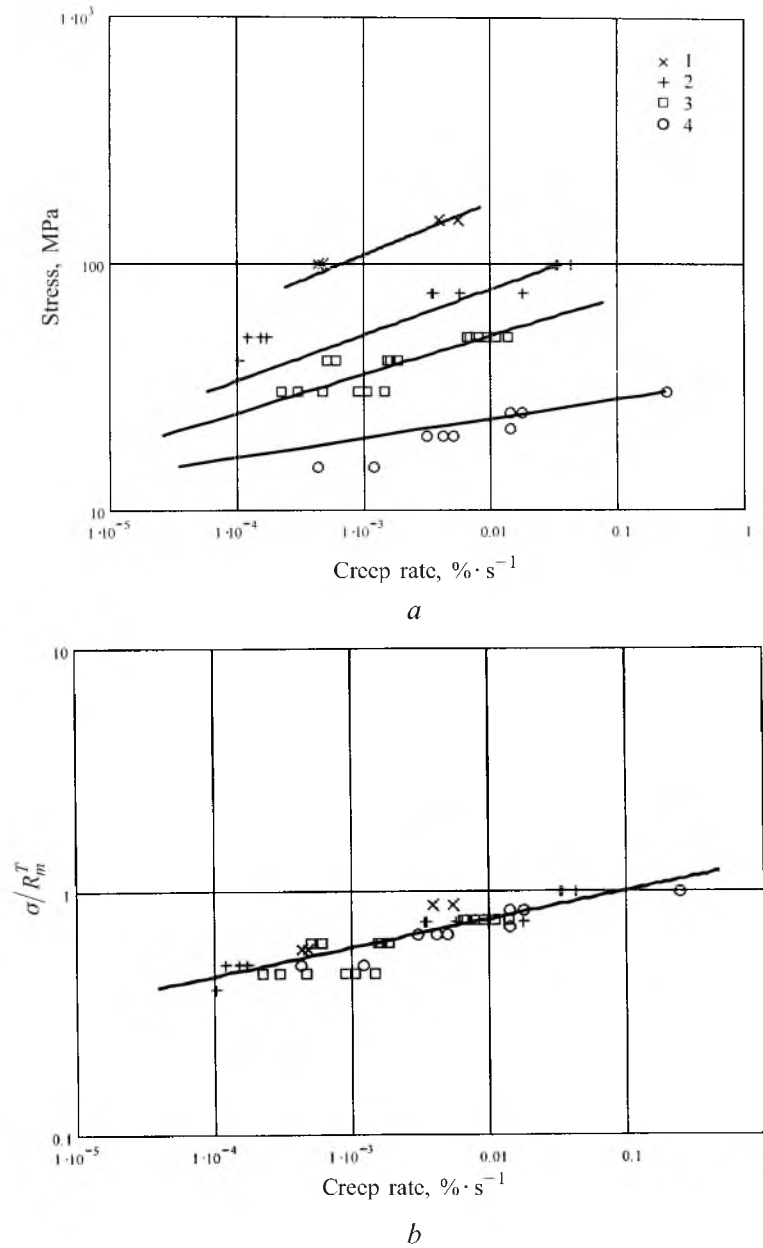 1·10³
× 1
+ 2
□ 3
○ 4
Stress, MPa
100
10
1·10⁻⁵ 1·10⁻⁴ 1·10⁻³ 0.01 0.1 1
Creep rate, %·s⁻¹
a
10
σ/R_m^T
1
0.1
1·10⁻⁵ 1·10⁻⁴ 1·10⁻³ 0.01 0.1
Creep rate, %·s⁻¹
b